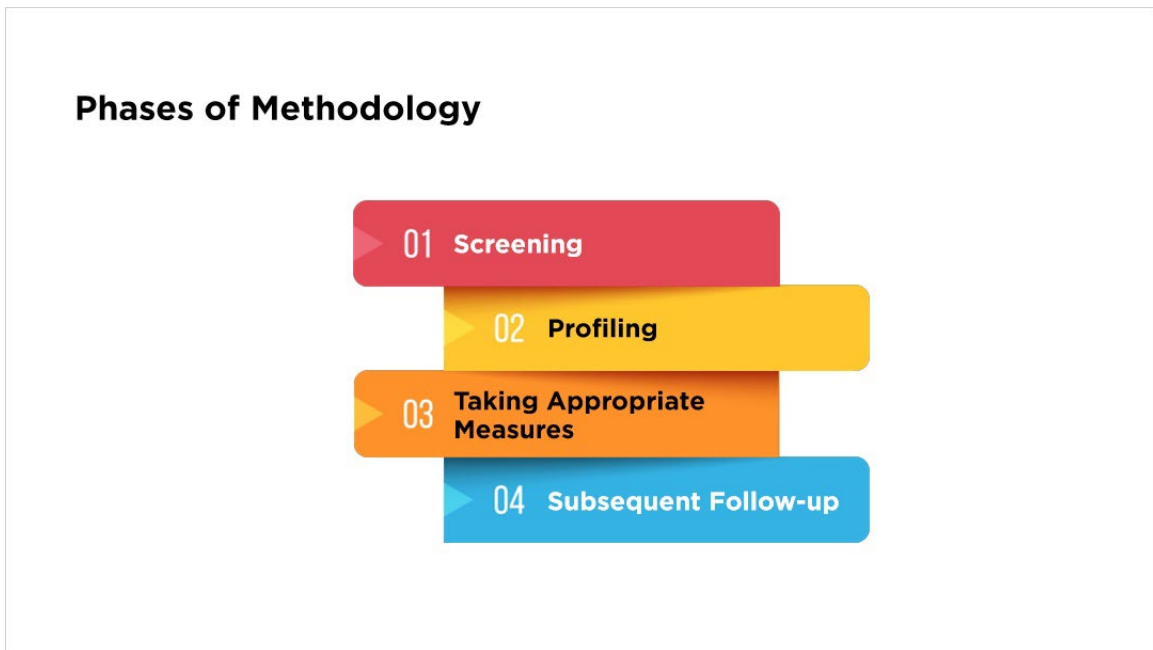 Phases of Methodology
01 Screening
02 Profiling
03 Taking Appropriate
Measures
04 Subsequent Follow-up